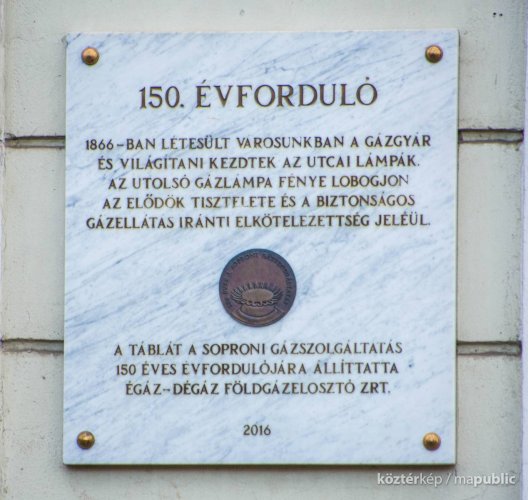 150. ÉVFORDULÓ
1866-BAN LÉTESÜLT VÁROSUNKBAN A GÁZGYÁR
ÉS VILÁGÍTANI KEZDTEK AZ UTCAI LÁMPÁK.
AZ UTOLSÓ GÁZLÁMPA FÉNYE LOBOGJON
AZ ELŐDÖK TISZTELETE ÉS A BIZTONSÁGOS
GÁZELLÁTÁS IRÁNTI ELKÖTELEZETTSÉG JELÉÜL.
A TÁBLÁT A SOPRONI GÁZSZOLGÁLTATÁS
150 ÉVES ÉVFORDULÓJÁRA ÁLLÍTTATTA
ÉGÁZ-DÉGÁZ FÖLDGÁZELOSZTÓ ZRT.
2016
köztérkép / mapublic